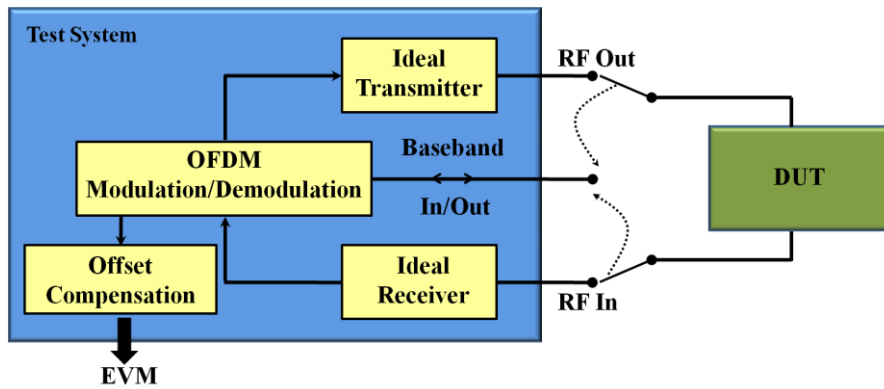 Test System
Ideal
Transmitter
RF Out
OFDM
Modulation/Demodulation
Baseband
In/Out
DUT
Offset
Compensation
Ideal
Receiver
RF In
EVM